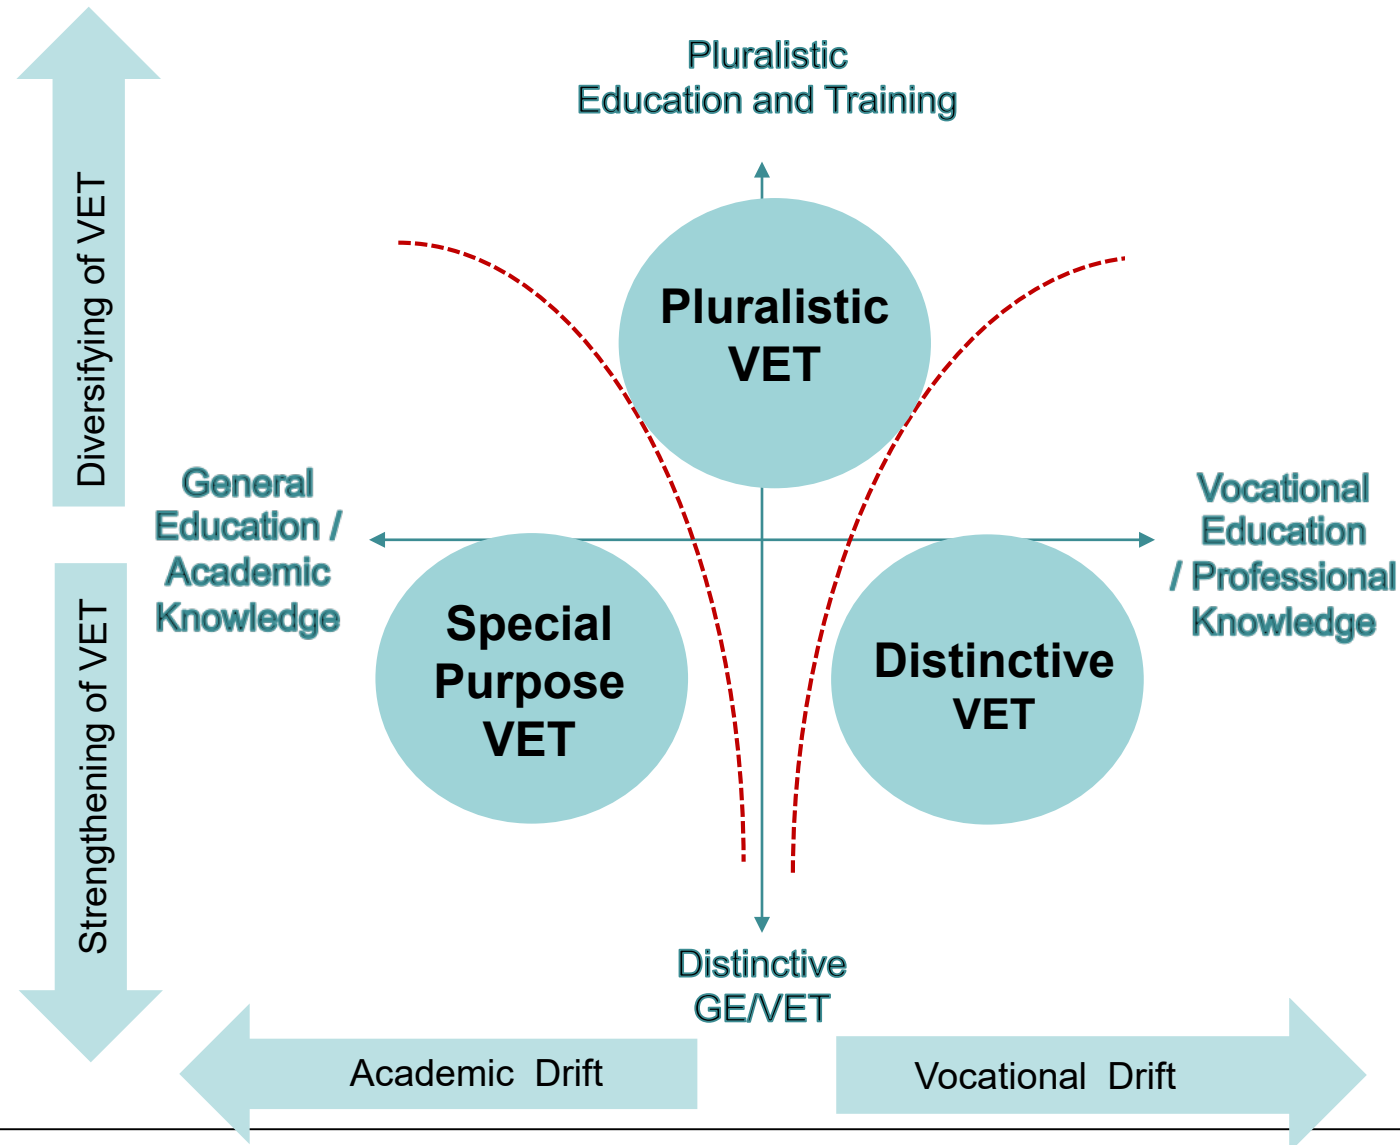 Pluralistic
Education and Training
Diversifying of VET
Pluralistic
VET
General
Education /
Academic
Knowledge
Vocational
Education
/ Professional
Knowledge
Strengthening of VET
Special
Purpose
VET
Distinctive
VET
Distinctive
GE/VET
Academic Drift
Vocational Drift